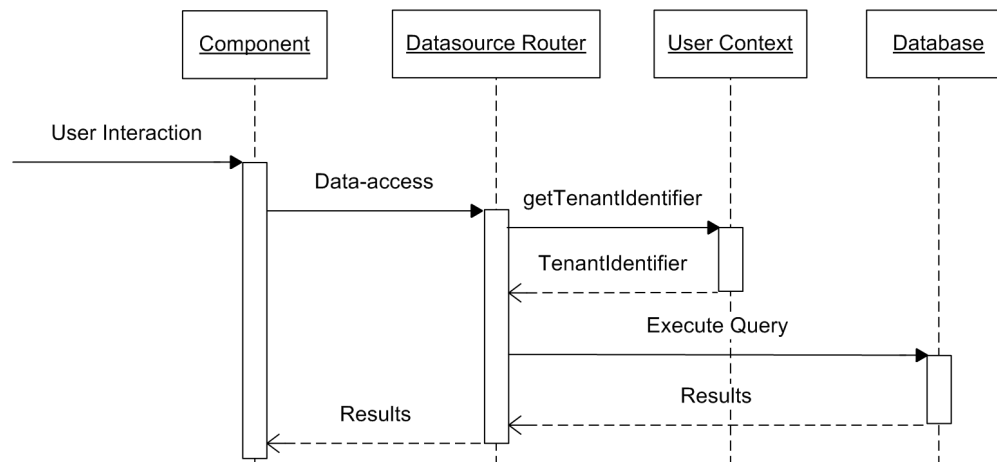 Component
Datasource Router
User Context
Database
User Interaction
Data-access
getTenantIdentifier
TenantIdentifier
Execute Query
Results
Results